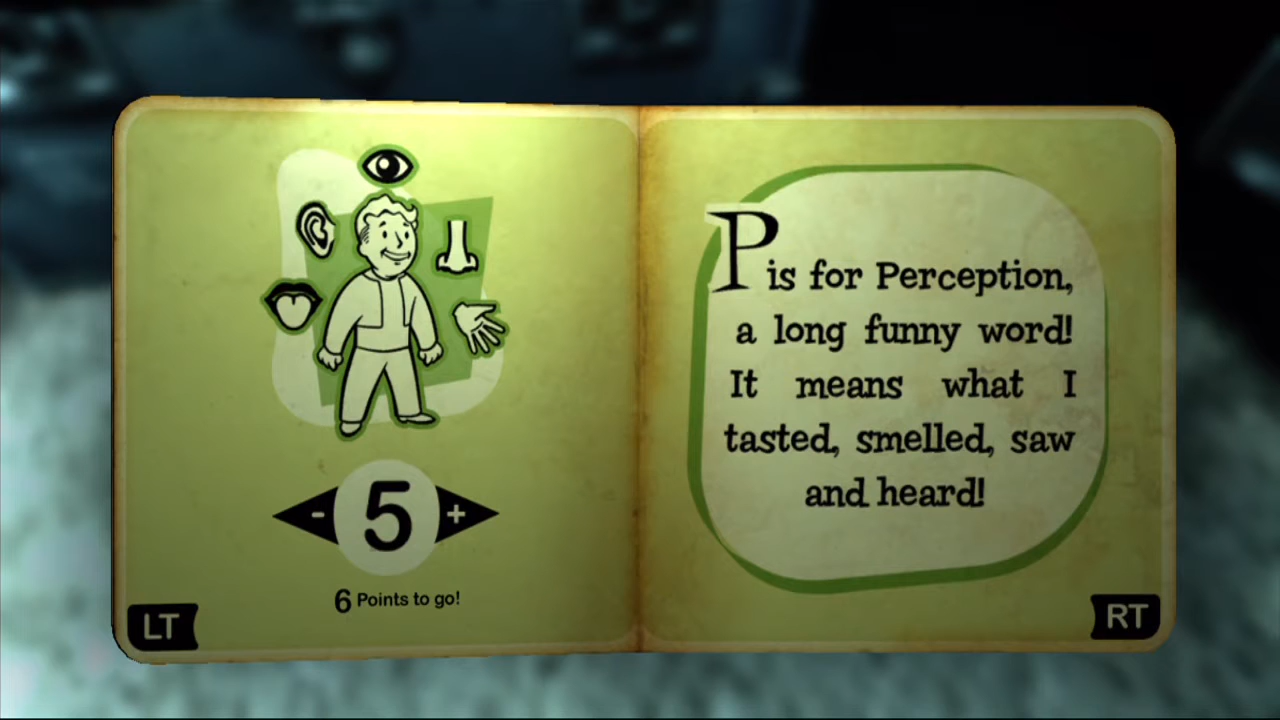 -
5
+
6 Points to go!
LT
P is for Perception,
a long funny word!
It means what I
tasted, smelled, saw
and heard!
RT